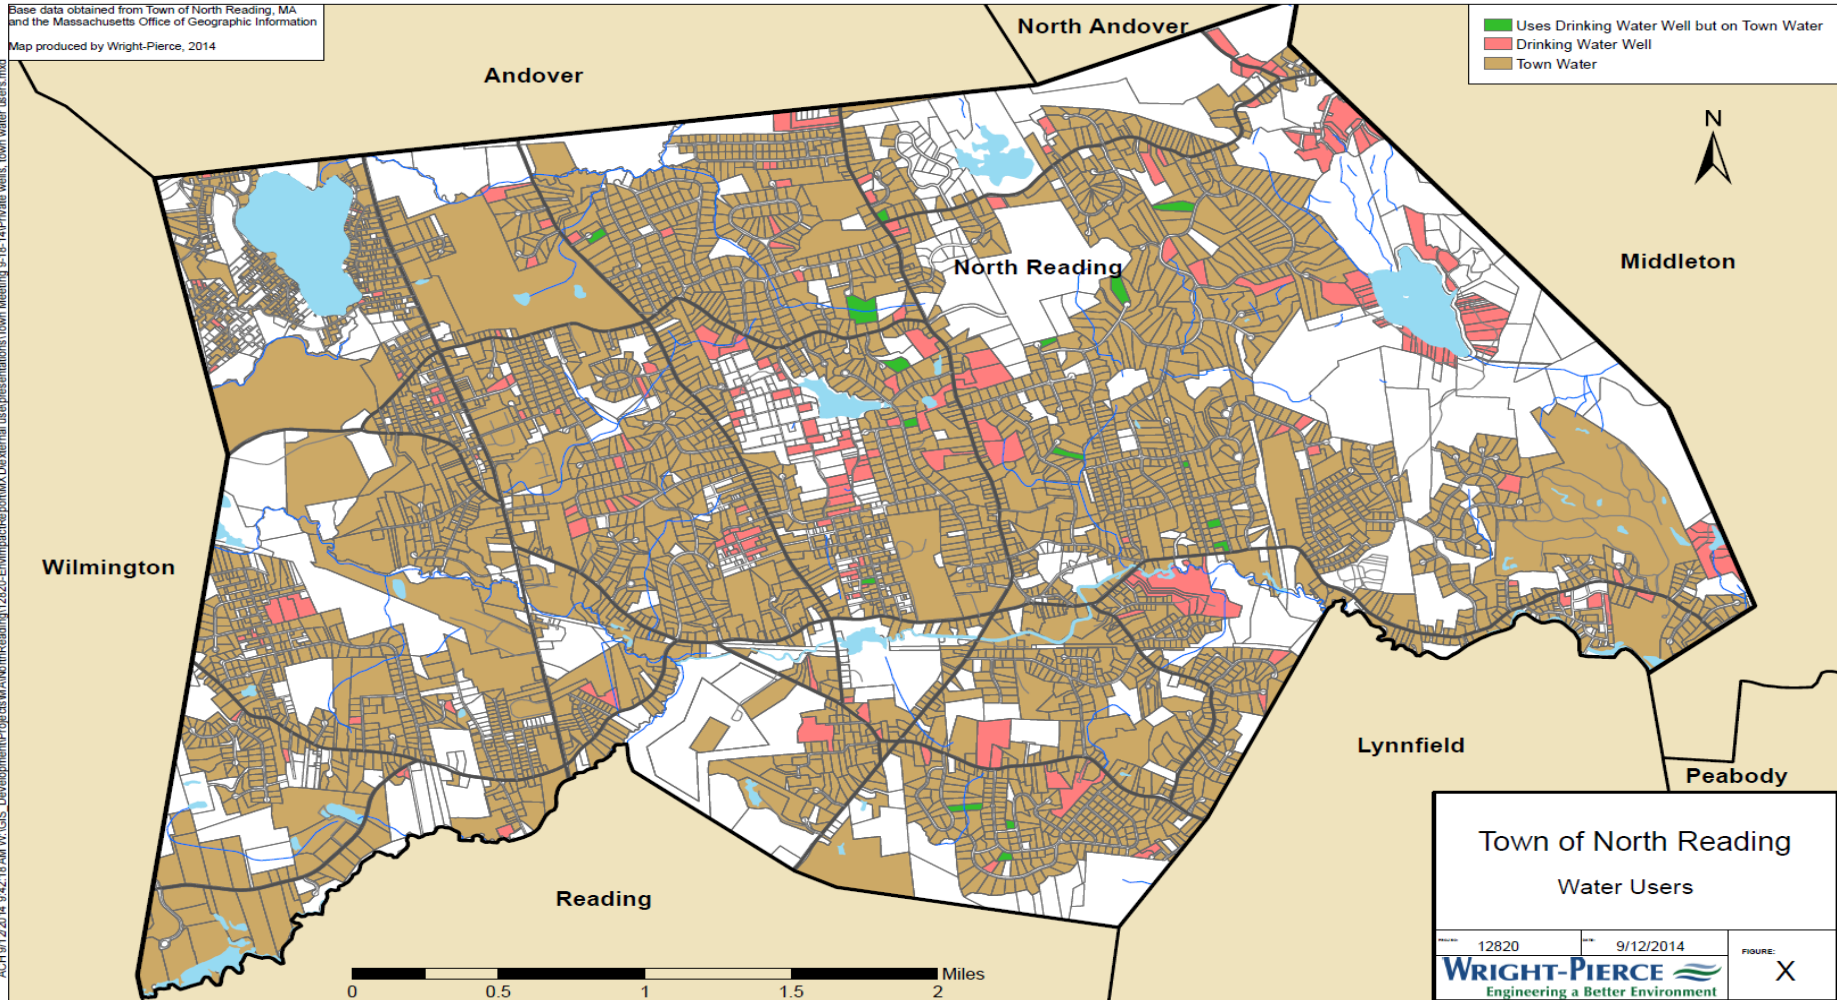 Base data obtained from Town of North Reading, MA
and the Massachusetts Office of Geographic Information
Map produced by Wright-Pierce, 2014
North Andover
Andover
Uses Drinking Water Well but on Town Water
Drinking Water Well
Town Water
N
North Reading
Middleton
Wilmington
Lynnfield
Peabody
Reading
Miles
0 0.5 1 1.5 2
Town of North Reading
Water Users
12820
9/12/2014
FIGURE:
X
WRIGHT-PIERCE
Engineering a Better Environment